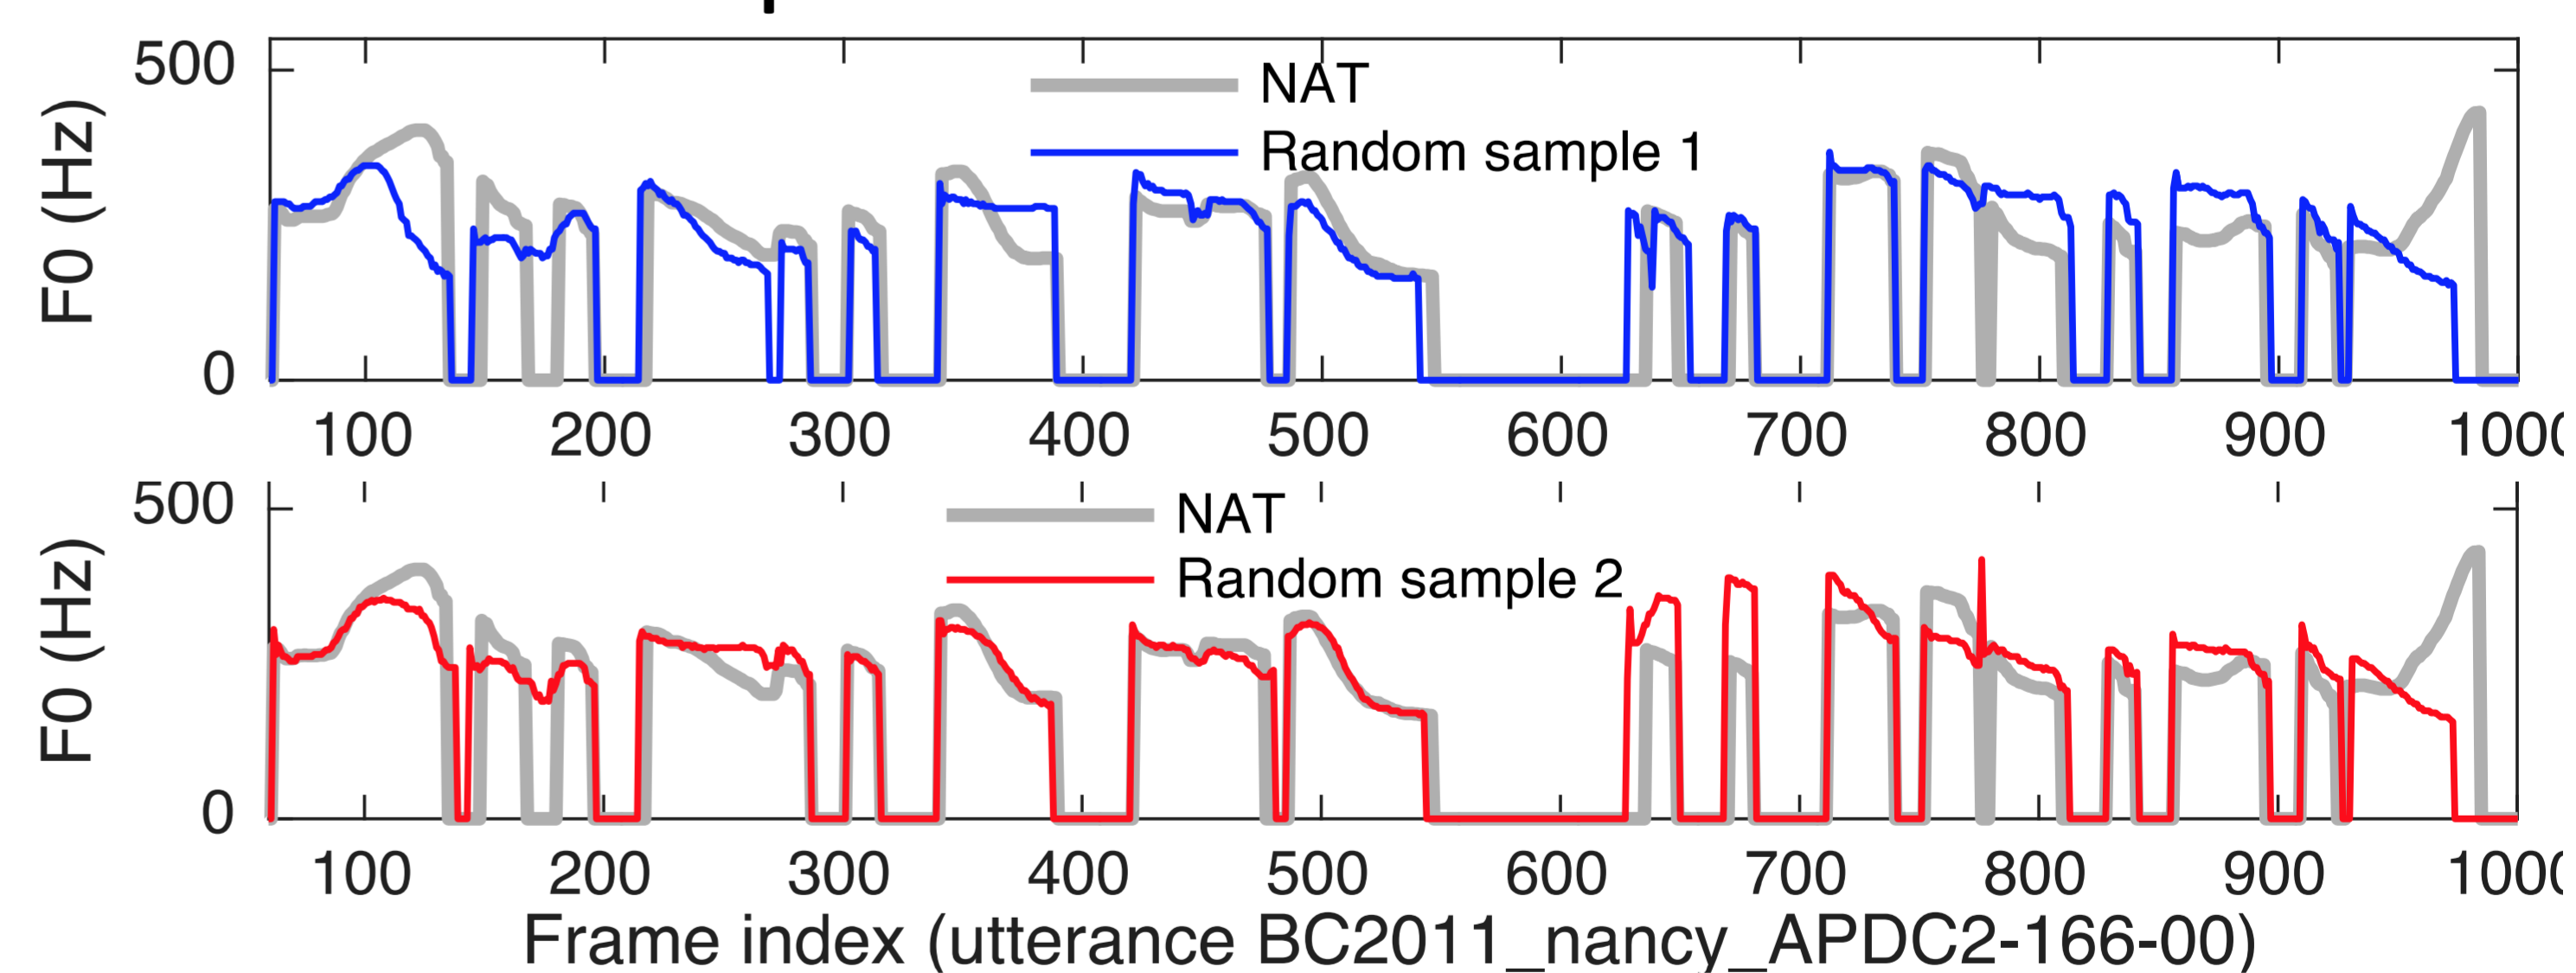 500
NAT
Random sample 1
F0 (Hz)
0
100 200 300 400 500 600 700 800 900 1000
500
NAT
Random sample 2
F0 (Hz)
0
100 200 300 400 500 600 700 800 900 1000
Frame index (utterance BC2011_nancy_APDC2-166-00)